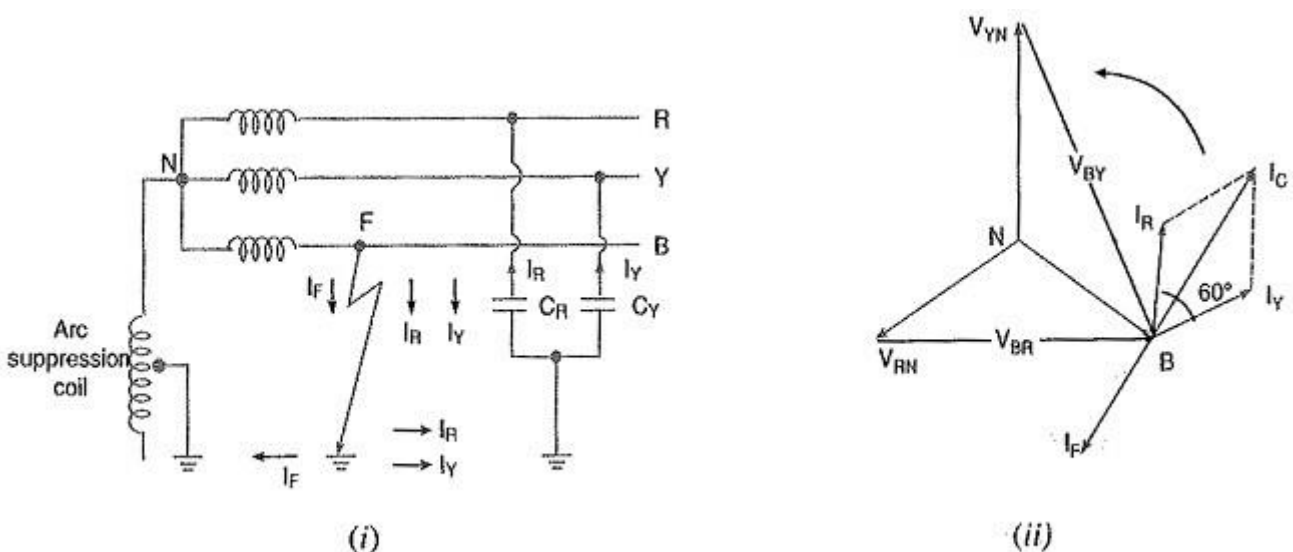 R
N
Y
F
B
I_F
I_R
I_Y
I_R
C_R
I_Y
C_Y
Arc
suppression
coil
I_R
I_F
I_Y
(i)
V_YN
V_BY
I_C
I_R
N
60°
I_Y
V_RN
V_BR
B
I_F
(ii)